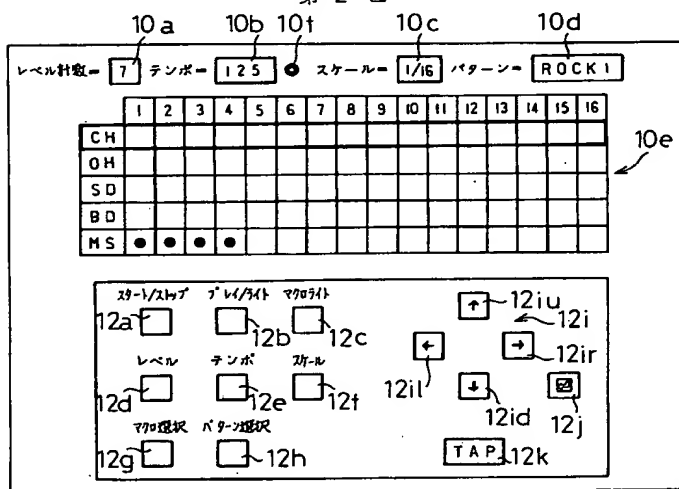 第 2 図
10a 10b 10t 10c 10d
レベル計数= 7 テンポ= 125 スケール= 1/16 パターン= ROCK1
1 2 3 4 5 6 7 8 9 10 11 12 13 14 15 16
CH
OH
SD
BD
MS
10e
スタート/ストップ プレイ/ライト マクロライト
12a 12b 12c
レベル テンポ スケール
12d 12e 12f
マクロ選択 パターン選択
12g 12h
↑ 12iu 12i
← → 12ir
12il
↓ 12id 12j
TAP 12k